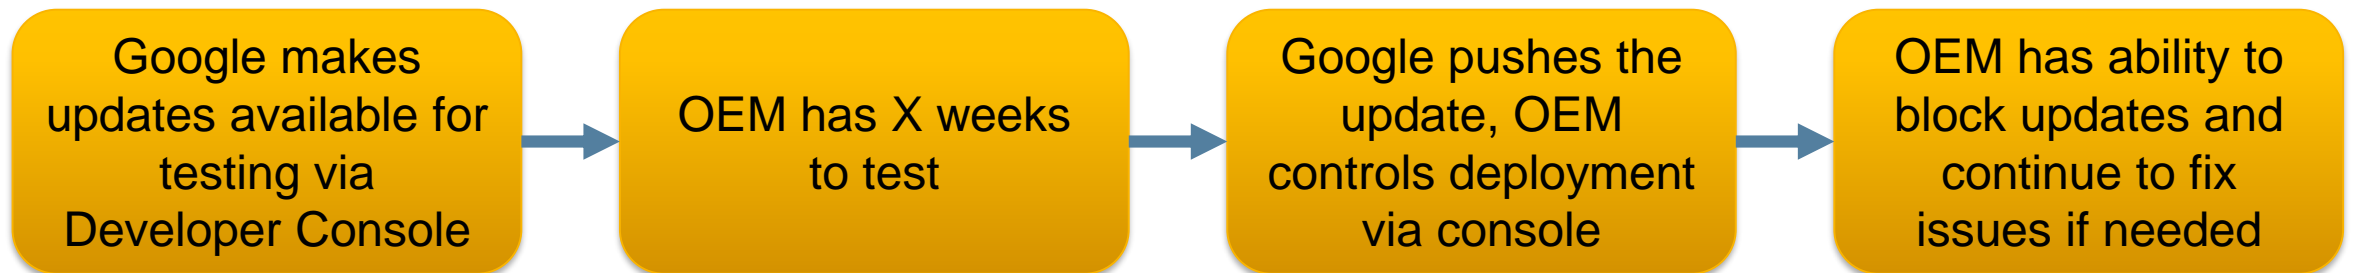 Google makes
updates available for
testing via
Developer Console
OEM has X weeks
to test
Google pushes the
update, OEM
controls deployment
via console
OEM has ability to
block updates and
continue to fix
issues if needed